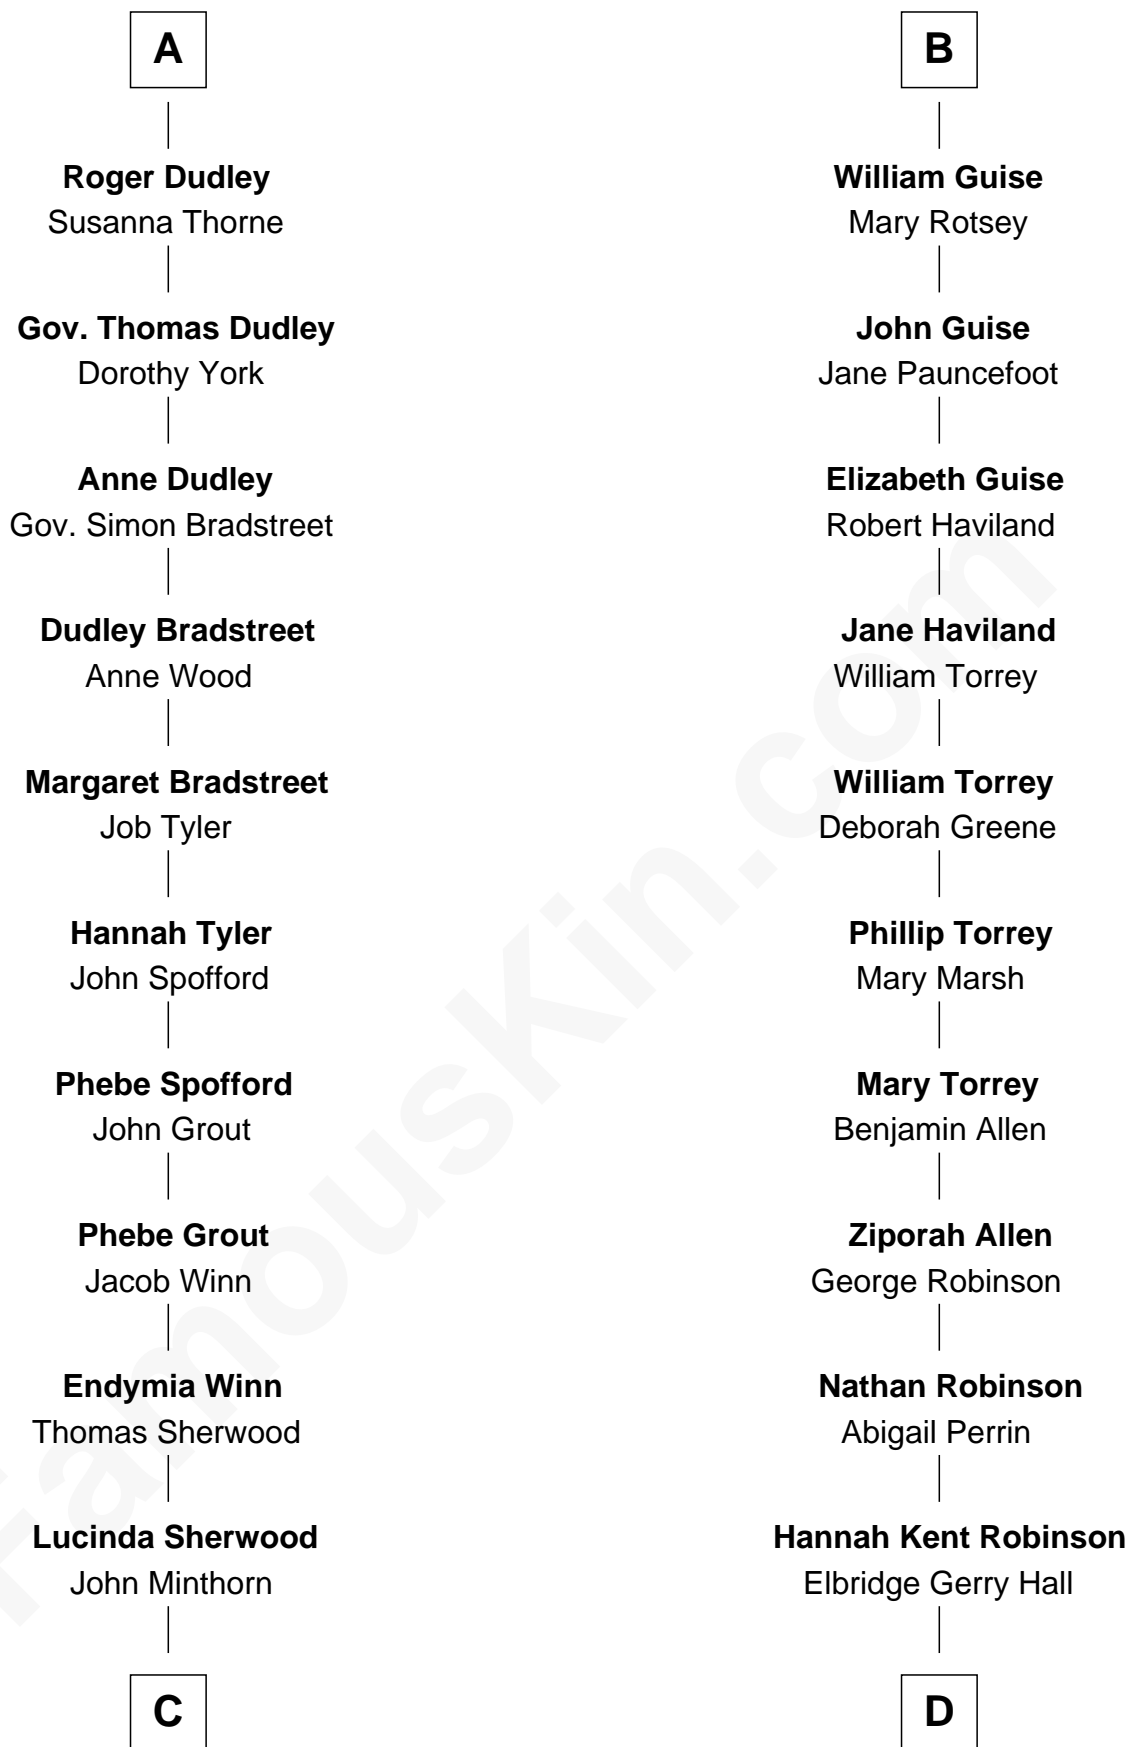 A
Roger Dudley
Susanna Thorne
Gov. Thomas Dudley
Dorothy York
Anne Dudley
Gov. Simon Bradstreet
Dudley Bradstreet
Anne Wood
Margaret Bradstreet
Job Tyler
Hannah Tyler
John Spofford
Phebe Spofford
John Grout
Phebe Grout
Jacob Winn
Endymia Winn
Thomas Sherwood
Lucinda Sherwood
John Minthorn
C
B
William Guise
Mary Rotsey
John Guise
Jane Pauncefoot
Elizabeth Guise
Robert Haviland
Jane Haviland
William Torrey
William Torrey
Deborah Greene
Phillip Torrey
Mary Marsh
Mary Torrey
Benjamin Allen
Ziporah Allen
George Robinson
Nathan Robinson
Abigail Perrin
Hannah Kent Robinson
Elbridge Gerry Hall
D
FamousKin.com